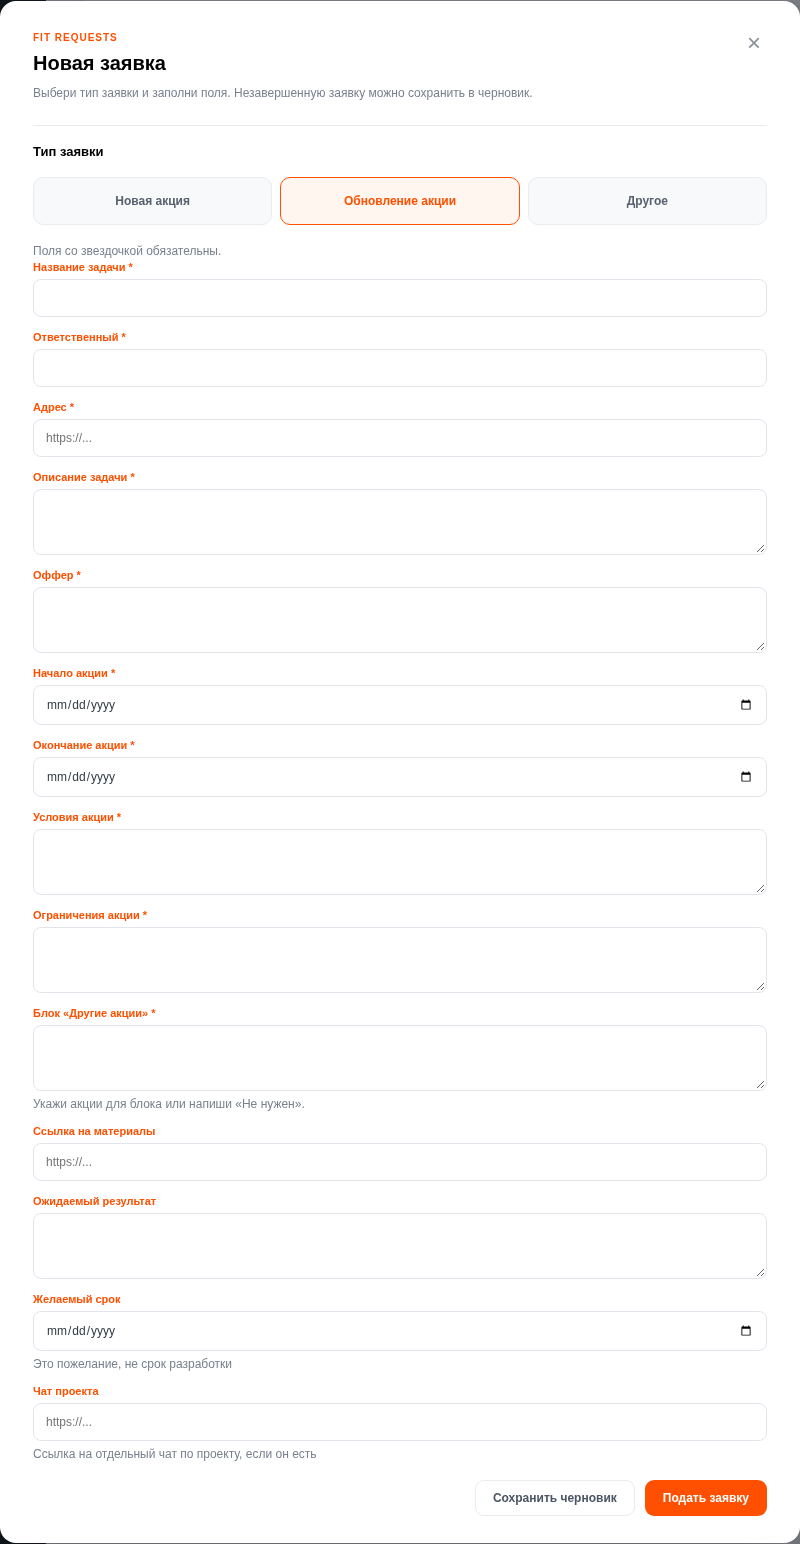 FIT REQUESTS
Новая заявка
Выбери тип заявки и заполни поля. Незавершенную заявку можно сохранить в черновик.
Тип заявки
Новая акция
Обновление акции
Другое
Поля со звездочкой обязательны.
Название задачи *
Ответственный *
Адрес *
https://...
Описание задачи *
Оффер *
Начало акции *
mm/dd/yyyy
Окончание акции *
mm/dd/yyyy
Условия акции *
Ограничения акции *
Блок «Другие акции» *
Укажи акции для блока или напиши «Не нужен».
Ссылка на материалы
https://...
Ожидаемый результат
Желаемый срок
mm/dd/yyyy
Это пожелание, не срок разработки
Чат проекта
https://...
Ссылка на отдельный чат по проекту, если он есть
Сохранить черновик
Подать заявку